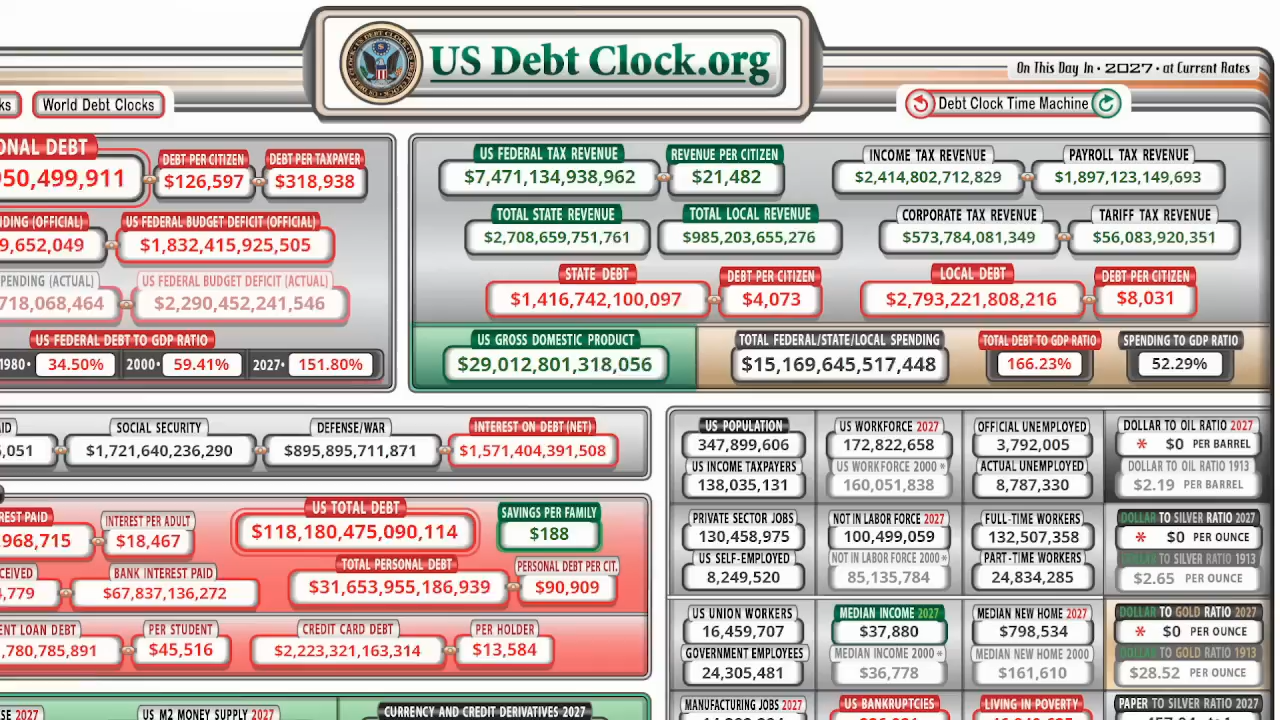 US Debt Clock.org
On This Day In • 2027 • at Current Rates
World Debt Clocks
Debt Clock Time Machine
DEBT PER CITIZEN
$126,597
DEBT PER TAXPAYER
$318,938
US FEDERAL BUDGET DEFICIT (OFFICIAL)
$1,832,415,925,505
US FEDERAL BUDGET DEFICIT (ACTUAL)
$2,290,452,241,546
US FEDERAL DEBT TO GDP RATIO
1980• 34.50% 2000• 59.41% 2027• 151.80%
US FEDERAL TAX REVENUE
$7,471,134,938,962
REVENUE PER CITIZEN
$21,482
INCOME TAX REVENUE
$2,414,802,712,829
PAYROLL TAX REVENUE
$1,897,123,149,693
TOTAL STATE REVENUE
$2,708,659,751,761
TOTAL LOCAL REVENUE
$985,203,655,276
CORPORATE TAX REVENUE
$573,784,081,349
TARIFF TAX REVENUE
$56,083,920,351
STATE DEBT
$1,416,742,100,097
DEBT PER CITIZEN
$4,073
LOCAL DEBT
$2,793,221,808,216
DEBT PER CITIZEN
$8,031
US GROSS DOMESTIC PRODUCT
$29,012,801,318,056
TOTAL FEDERAL/STATE/LOCAL SPENDING
$15,169,645,517,448
TOTAL DEBT TO GDP RATIO
166.23%
SPENDING TO GDP RATIO
52.29%
SOCIAL SECURITY
$1,721,640,236,290
DEFENSE/WAR
$895,895,711,871
INTEREST ON DEBT (NET)
$1,571,404,391,508
INTEREST PER ADULT
$18,467
US TOTAL DEBT
$118,180,475,090,114
SAVINGS PER FAMILY
$188
BANK INTEREST PAID
$67,837,136,272
TOTAL PERSONAL DEBT
$31,653,955,186,939
PERSONAL DEBT PER CIT.
$90,909
PER STUDENT
$45,516
CREDIT CARD DEBT
$2,223,321,163,314
PER HOLDER
$13,584
US POPULATION
347,899,606
US INCOME TAXPAYERS
138,035,131
US WORKFORCE 2027
172,822,658
US WORKFORCE 2000 *
160,051,838
OFFICIAL UNEMPLOYED
3,792,005
ACTUAL UNEMPLOYED
8,787,330
DOLLAR TO OIL RATIO 2027
* $0 PER BARREL
DOLLAR TO OIL RATIO 1913
$2.19 PER BARREL
PRIVATE SECTOR JOBS
130,458,975
US SELF-EMPLOYED
8,249,520
NOT IN LABOR FORCE 2027
100,499,059
NOT IN LABOR FORCE 2000 *
85,135,784
FULL-TIME WORKERS
132,507,358
PART-TIME WORKERS
24,834,285
DOLLAR TO SILVER RATIO 2027
* $0 PER OUNCE
DOLLAR TO SILVER RATIO 1913
$2.65 PER OUNCE
US UNION WORKERS
16,459,707
GOVERNMENT EMPLOYEES
24,305,481
MEDIAN INCOME 2027
$37,880
MEDIAN INCOME 2000 *
$36,778
MEDIAN NEW HOME 2027
$798,534
MEDIAN NEW HOME 2000
$161,610
DOLLAR TO GOLD RATIO 2027
* $0 PER OUNCE
DOLLAR TO GOLD RATIO 1913
$28.52 PER OUNCE
US M2 MONEY SUPPLY 2027
CURRENCY AND CREDIT DERIVATIVES 2027
MANUFACTURING JOBS 2027
US BANKRUPTCIES
LIVING IN POVERTY
PAPER TO SILVER 2027